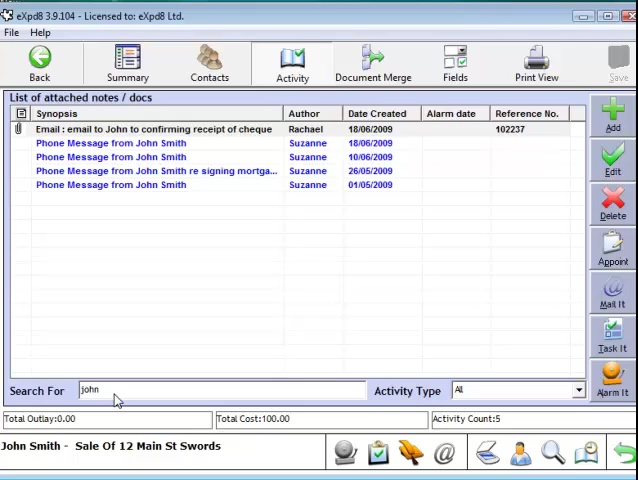 eXpd8 3.9.104 - Licensed to: eXpd8 Ltd.
File Help
Back Summary Contacts Activity Document Merge Fields Print View Save
List of attached notes / docs
Synopsis Author Date Created Alarm date Reference No.
Email : email to John to confirming receipt of cheque Rachael 18/06/2009 102237
Phone Message from John Smith Suzanne 18/06/2009
Phone Message from John Smith Suzanne 10/06/2009
Phone Message from John Smith re signing mortga... Suzanne 26/05/2009
Phone Message from John Smith Suzanne 01/05/2009
Add
Edit
Delete
Appoint
Mail It
Task It
Alarm It
Search For john Activity Type All
Total Outlay:0.00 Total Cost:100.00 Activity Count:5
John Smith - Sale Of 12 Main St Swords